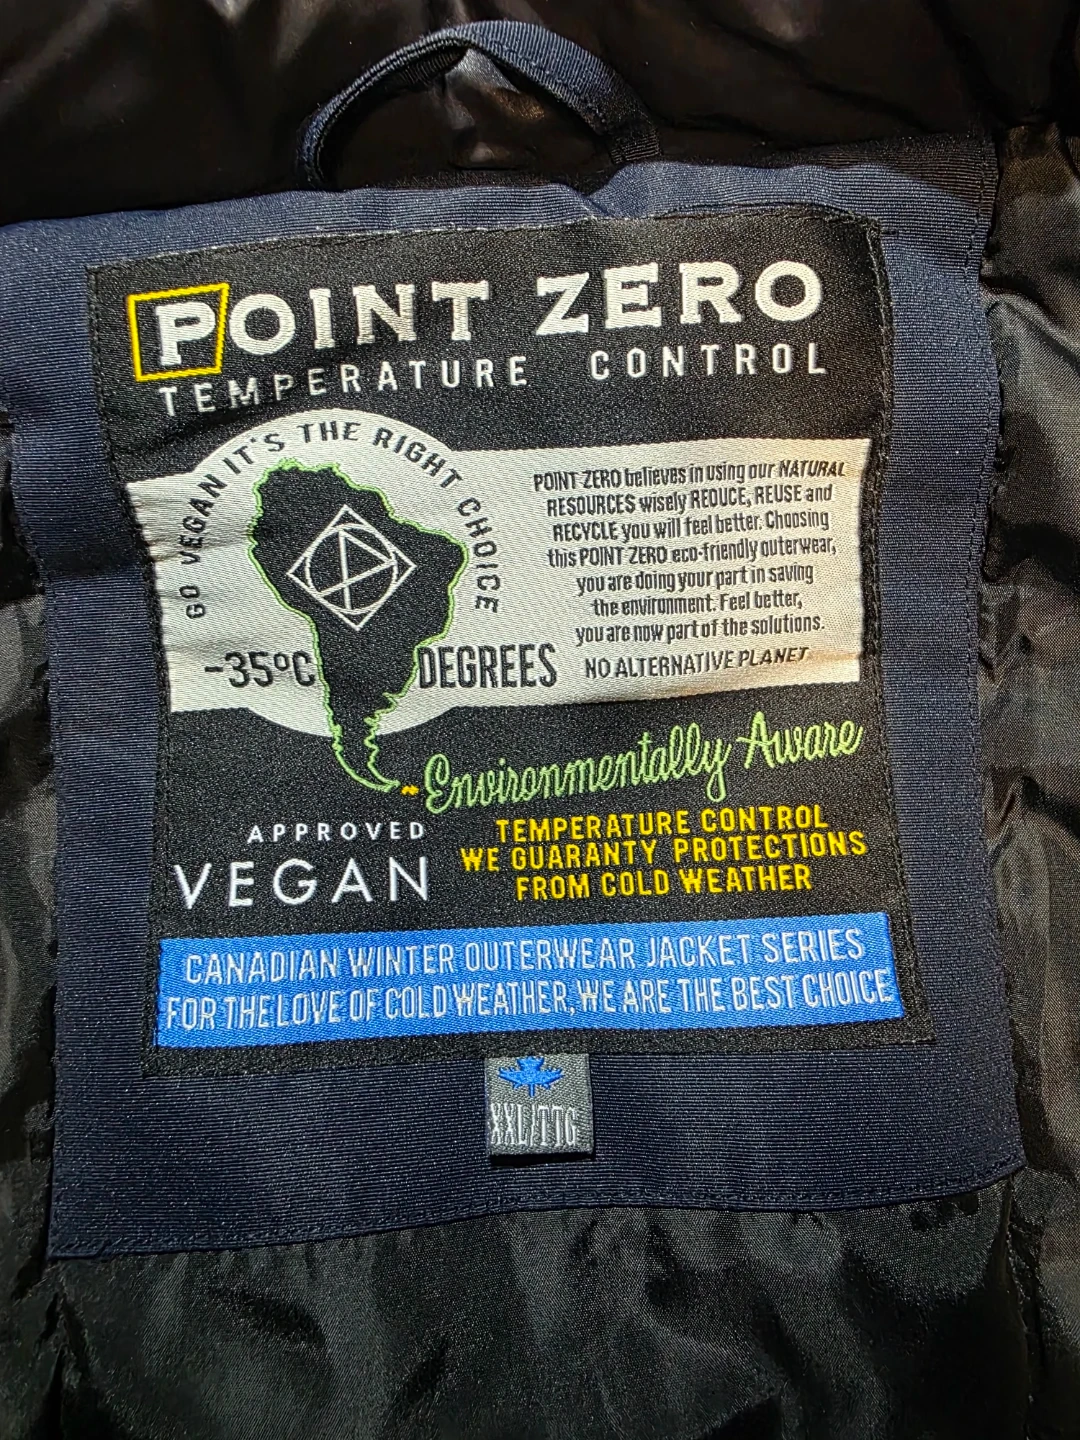 POINT ZERO
TEMPERATURE CONTROL
GO VEGAN IT'S THE RIGHT CHOICE
-35ºC DEGREES
POINT ZERO believes in using our NATURAL
RESOURCES wisely REDUCE, REUSE and
RECYCLE you will feel better. Choosing
this POINT ZERO eco-friendly outerwear,
you are doing your part in saving
the environment. Feel better,
you are now part of the solutions.
NO ALTERNATIVE PLANET
Environmentally Aware
APPROVED
VEGAN
TEMPERATURE CONTROL
WE GUARANTY PROTECTIONS
FROM COLD WEATHER
CANADIAN WINTER OUTERWEAR JACKET SERIES
FOR THE LOVE OF COLD WEATHER, WE ARE THE BEST CHOICE
XXL/TTG